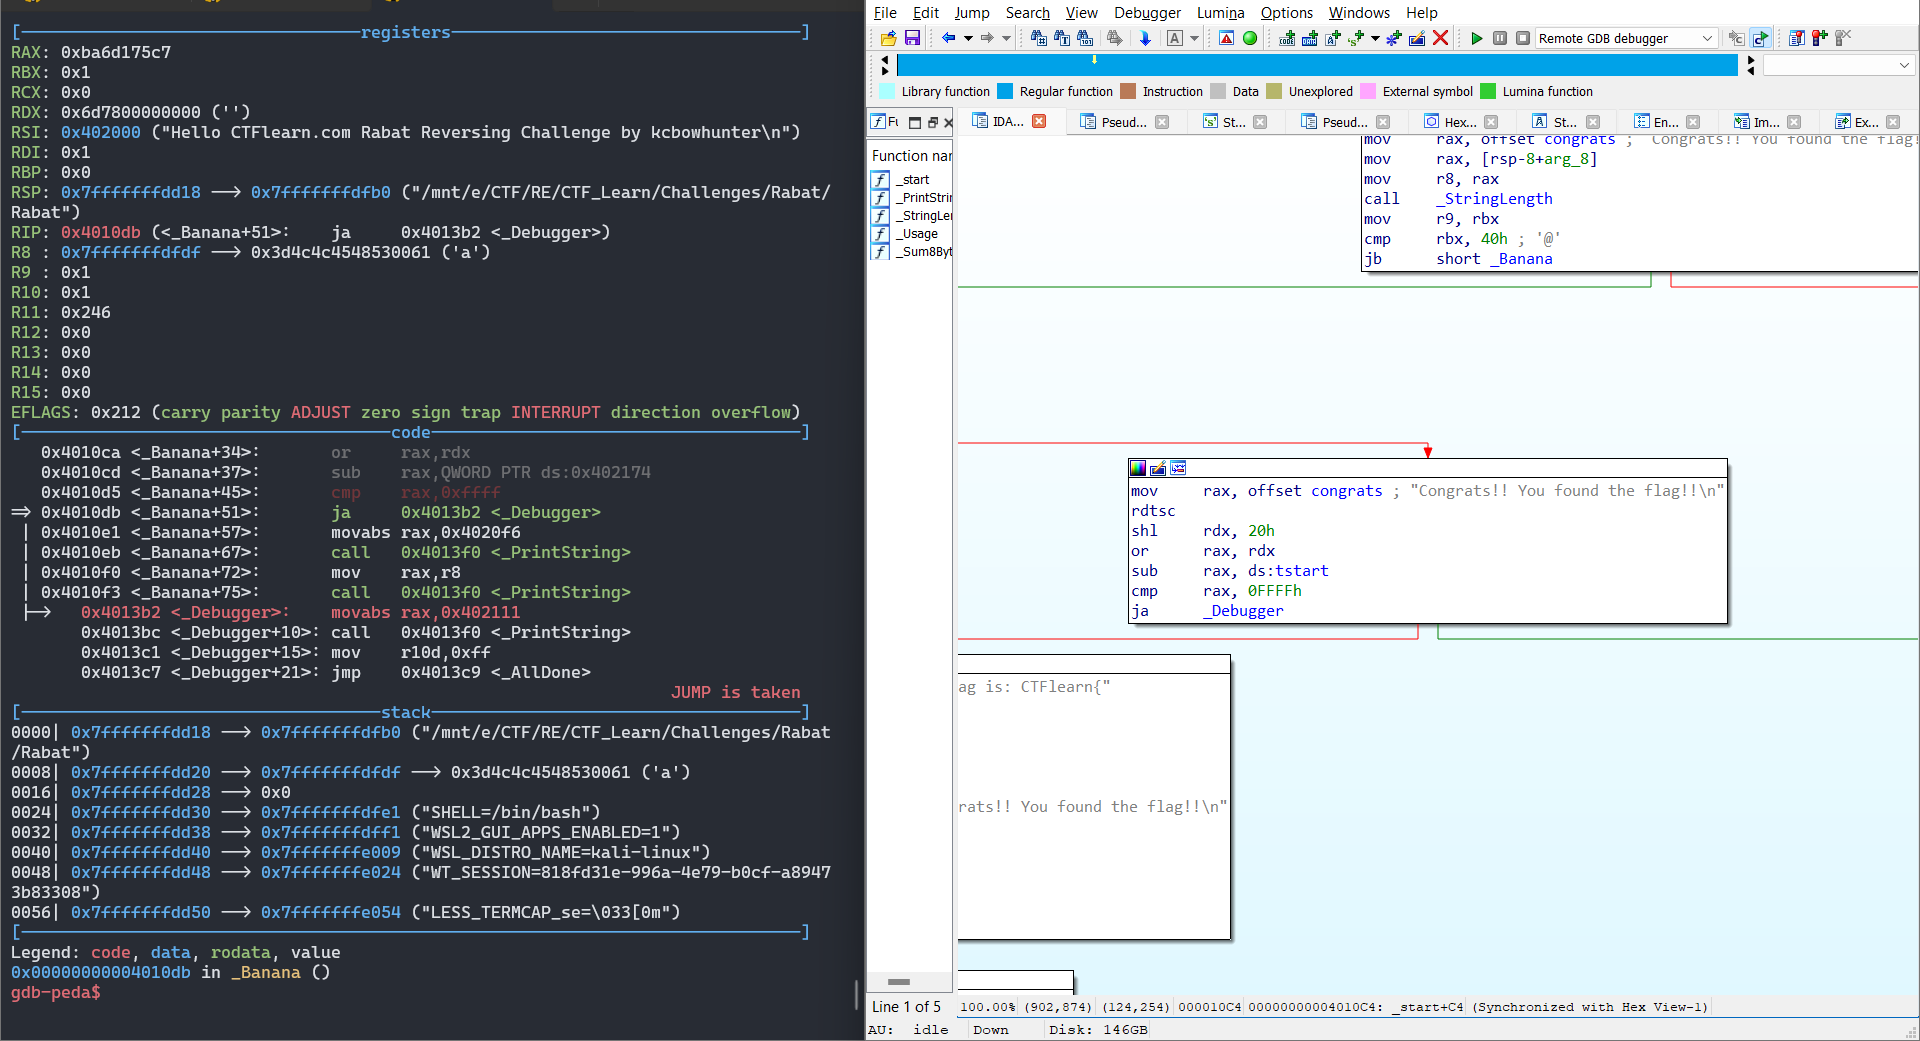 [──────────────registers──────────────]
RAX: 0xba6d175c7
RBX: 0x1
RCX: 0x0
RDX: 0x6d7800000000 ('')
RSI: 0x402000 ("Hello CTFlearn.com Rabat Reversing Challenge by kcbowhunter\n")
RDI: 0x1
RBP: 0x0
RSP: 0x7fffffffdd18 ──> 0x7fffffffdfb0 ("/mnt/e/CTF/RE/CTF_Learn/Challenges/Rabat/
Rabat")
RIP: 0x4010db (<_Banana+51>:    ja     0x4013b2 <_Debugger>)
R8 : 0x7fffffffdfdf ──> 0x3d4c4c4548530061 ('a')
R9 : 0x1
R10: 0x1
R11: 0x246
R12: 0x0
R13: 0x0
R14: 0x0
R15: 0x0
EFLAGS: 0x212 (carry parity ADJUST zero sign trap INTERRUPT direction overflow)
[──────────────code──────────────]
0x4010ca <_Banana+34>:       or     rax,rdx
0x4010cd <_Banana+37>:       sub    rax,QWORD PTR ds:0x402174
0x4010d5 <_Banana+45>:       cmp    rax,0xffff
=> 0x4010db <_Banana+51>:       ja     0x4013b2 <_Debugger>
| 0x4010e1 <_Banana+57>:       movabs rax,0x4020f6
| 0x4010eb <_Banana+67>:       call   0x4013f0 <_PrintString>
| 0x4010f0 <_Banana+72>:       mov    rax,r8
| 0x4010f3 <_Banana+75>:       call   0x4013f0 <_PrintString>
├─>   0x4013b2 <_Debugger>:    movabs rax,0x402111
0x4013bc <_Debugger+10>: call   0x4013f0 <_PrintString>
0x4013c1 <_Debugger+15>: mov    r10d,0xff
0x4013c7 <_Debugger+21>: jmp    0x4013c9 <_AllDone>
JUMP is taken
[──────────────stack──────────────]
0000| 0x7fffffffdd18 ──> 0x7fffffffdfb0 ("/mnt/e/CTF/RE/CTF_Learn/Challenges/Rabat
/Rabat")
0008| 0x7fffffffdd20 ──> 0x7fffffffdfdf ──> 0x3d4c4c4548530061 ('a')
0016| 0x7fffffffdd28 ──> 0x0
0024| 0x7fffffffdd30 ──> 0x7fffffffdfe1 ("SHELL=/bin/bash")
0032| 0x7fffffffdd38 ──> 0x7fffffffdff1 ("WSL2_GUI_APPS_ENABLED=1")
0040| 0x7fffffffdd40 ──> 0x7fffffffe009 ("WSL_DISTRO_NAME=kali-linux")
0048| 0x7fffffffdd48 ──> 0x7fffffffe024 ("WT_SESSION=818fd31e-996a-4e79-b0cf-a8947
3b83308")
0056| 0x7fffffffdd50 ──> 0x7fffffffe054 ("LESS_TERMCAP_se=\033[0m")
[────────────────────────────]
Legend: code, data, rodata, value
0x00000000004010db in _Banana ()
gdb-peda$
File Edit Jump Search View Debugger Lumina Options Windows Help
Remote GDB debugger
Library function Regular function Instruction Data Unexplored External symbol Lumina function
Fu IDA... Pseud... St... Pseud... Hex... St... En... Im... Ex...
Function nar
_start
_PrintStrin
_StringLer
_Usage
_Sum8Byt
mov     rax, offset congrats ; "Congrats!! You found the flag!
mov     rax, [rsp-8+arg_8]
mov     r8, rax
call    _StringLength
mov     r9, rbx
cmp     rbx, 40h ; '@'
jb      short _Banana
mov     rax, offset congrats ; "Congrats!! You found the flag!!\n"
rdtsc
shl     rdx, 20h
or      rax, rdx
sub     rax, ds:tstart
cmp     rax, 0FFFFh
ja      _Debugger
ag is: CTFlearn{"
rats!! You found the flag!!\n"
Line 1 of 5
100.00% (902,874) (124,254) 000010C4 00000000004010C4: _start+C4 (Synchronized with Hex View-1)
AU: idle Down Disk: 146GB